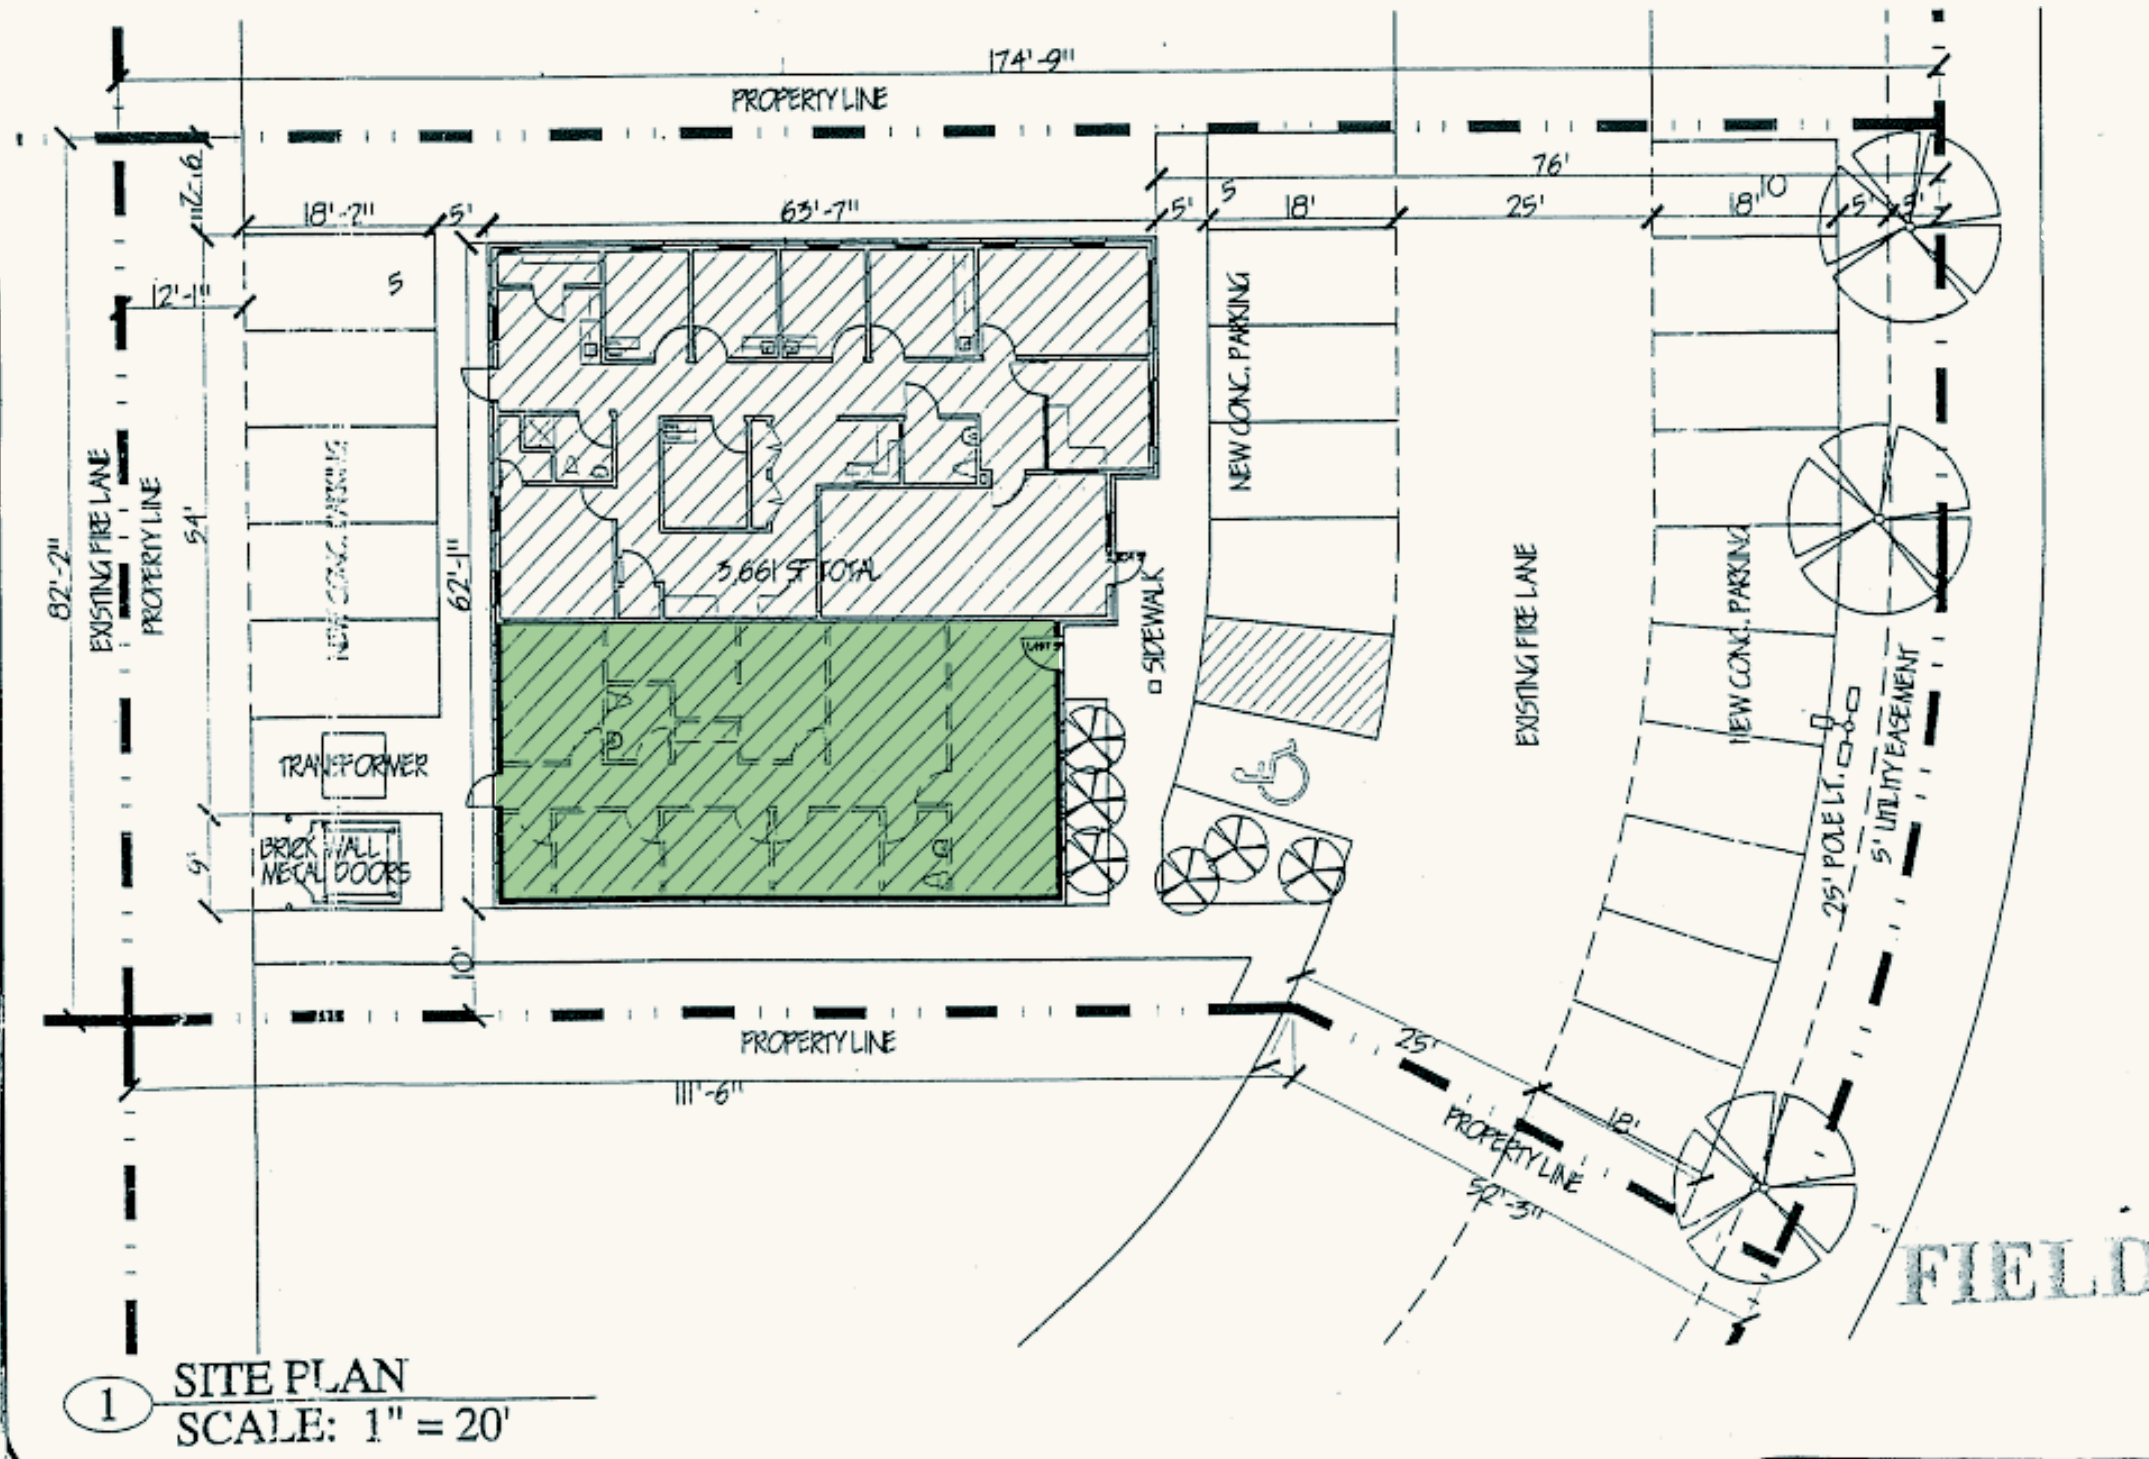 174'-9"
PROPERTY LINE
76'
10
12'-9"
18'-2"
5'
63'-7"
5'
5
18'
25'
18'
5'
5'
12'-1"
5
NEW CONC. PARKING
EXISTING FIRE LANE
PROPERTY LINE
82'-2"
54'
NEW CONC. PARKING
62'-1"
3,661 SF TOTAL
SIDEWALK
EXISTING FIRE LANE
NEW CONC. PARKING
5' UTILITY EASEMENT
25' POLE LT.
TRANSFORMER
BRICK WALL
METAL DOORS
9'
10'
PROPERTY LINE
111'-6"
25'
18'
PROPERTY LINE
52'-3"
FIELD
1
SITE PLAN
SCALE: 1" = 20'